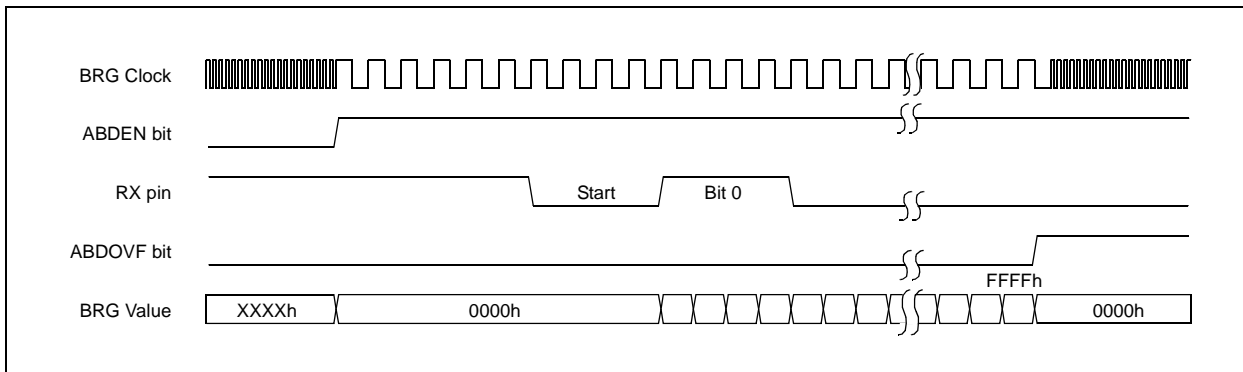 BRG Clock
ABDEN bit
RX pin Start Bit 0
ABDOVF bit
FFFFh
BRG Value XXXXh 0000h 0000h